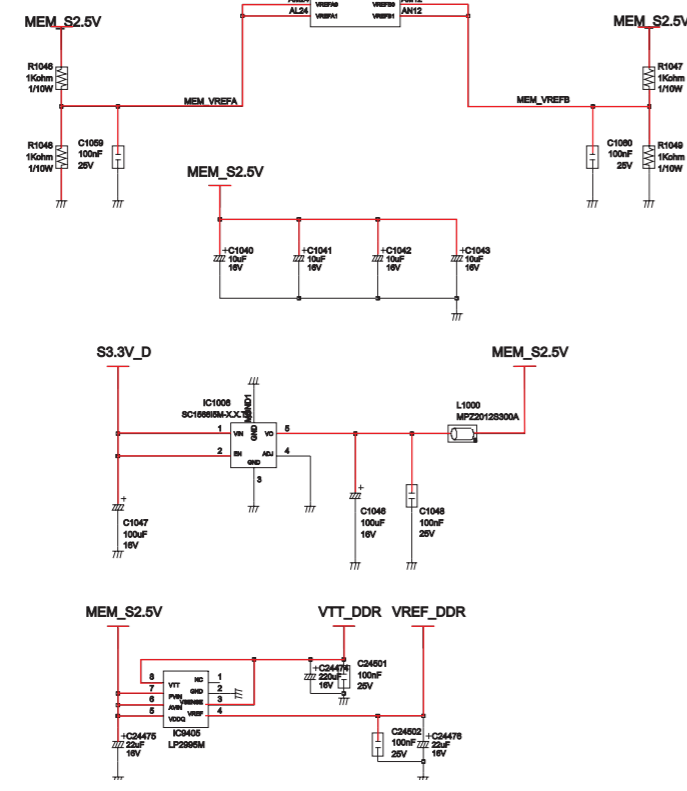 AL24 VREFA1 VREFB1 AN12
MEM_S2.5V
MEM_S2.5V
R1046
1Kohm
1/10W
R1047
1Kohm
1/10W
MEM_VREFA
MEM_VREFB
R1048
1Kohm
1/10W
C1059
100nF
25V
C1060
100nF
25V
R1049
1Kohm
1/10W
MEM_S2.5V
+C1040
10uF
16V
+C1041
10uF
16V
+C1042
10uF
16V
+C1043
10uF
16V
S3.3V_D
MEM_S2.5V
IC1006
L1000
MPZ2012S300A
1 VIN GND VO 5
2 EN ADJ 4
GND
3
+
C1047
100uF
16V
+
C1046
100uF
16V
C1048
100nF
25V
MEM_S2.5V
VTT_DDR
VREF_DDR
8 VTT NC 1
7 PVIN GND 2
6 AVIN VSENSE 3
5 VDDQ VREF 4
IC9405
LP2995M
+C24474
220uF
16V
C24501
100nF
25V
+C24475
22uF
16V
C24502
100nF
25V
+C24476
22uF
16V